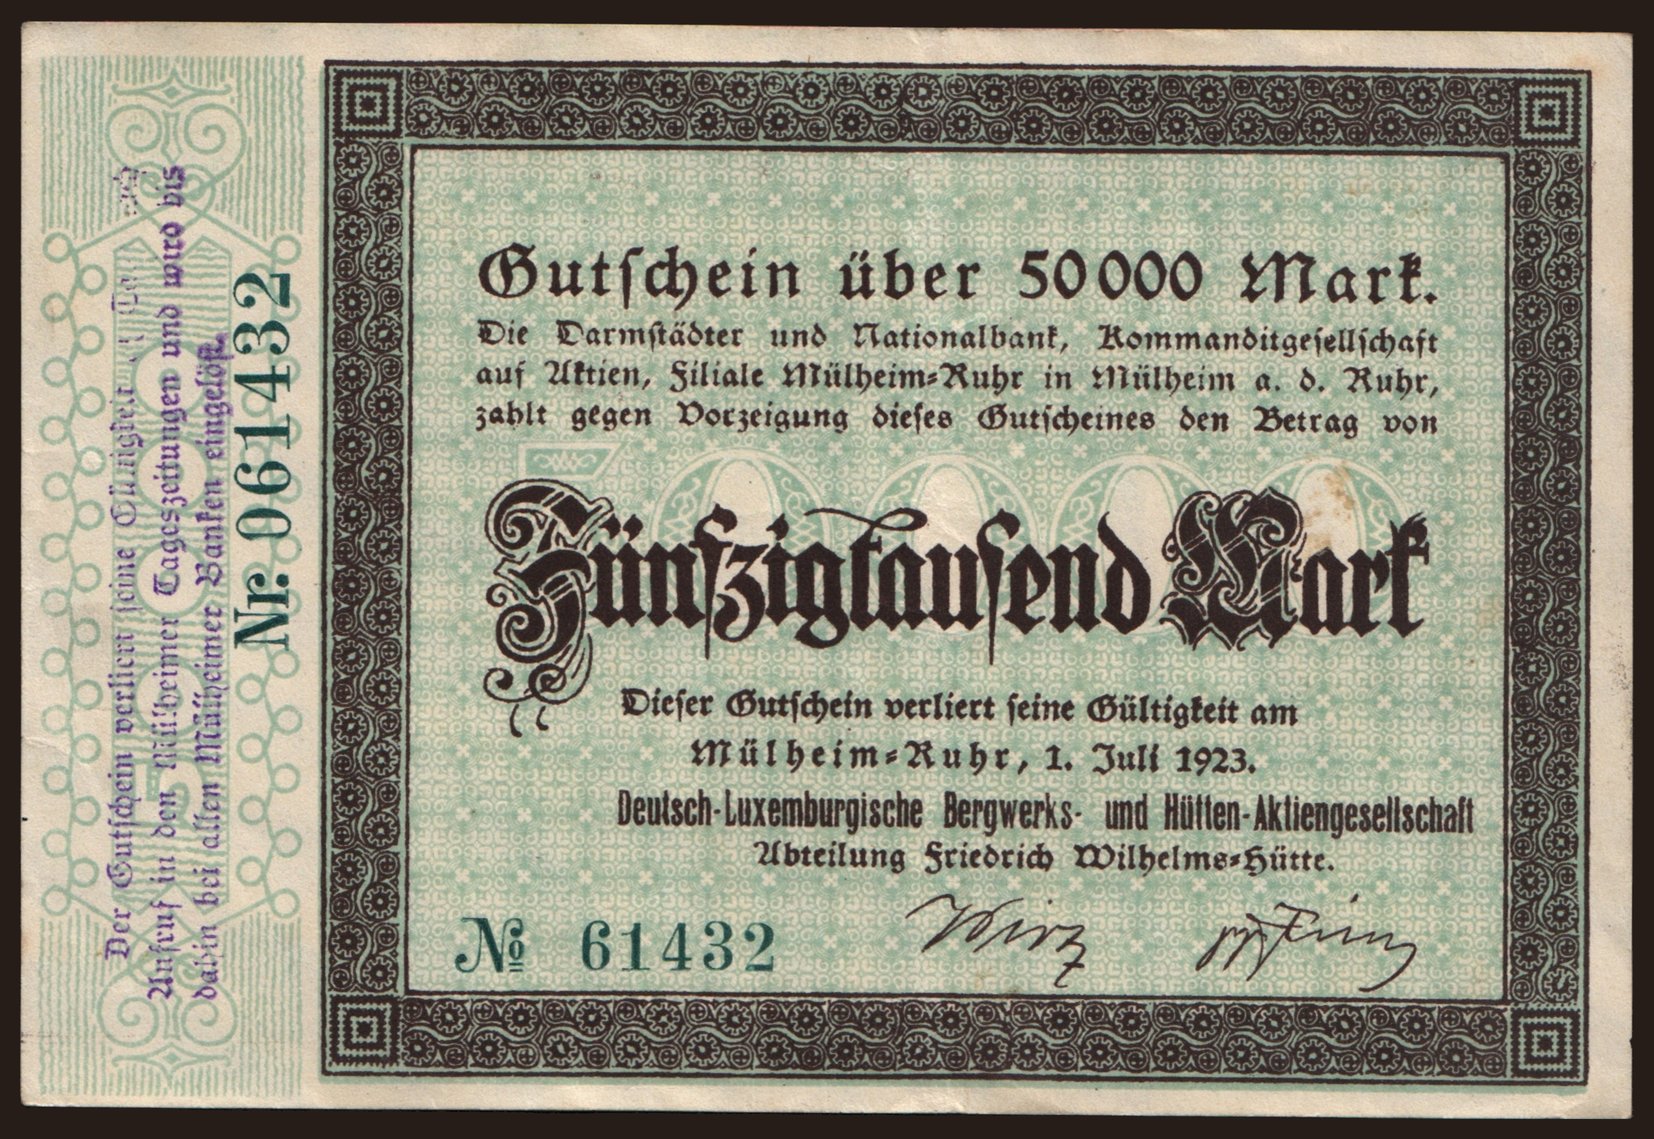 Gutschein über 50000 Mark.
Die Darmstädter und Nationalbank, Kommanditgesellschaft
auf Aktien, Filiale Mülheim-Ruhr in Mülheim a. d. Ruhr,
zahlt gegen Vorzeigung dieses Gutscheines den Betrag von
50000
Fünfzigtausend Mark
Dieser Gutschein verliert seine Gültigkeit am
Mülheim-Ruhr, 1. Juli 1923.
Deutsch-Luxemburgische Bergwerks- und Hütten-Aktiengesellschaft
Abteilung Friedrich Wilhelms-Hütte.
№ 61432
Der Gutschein verliert seine Gültigkeit
Aufruf in den Mülheimer Tageszeitungen und wird bis
dahin bei allen Mülheimer Banken eingelöst.
Nr. 061432
50000